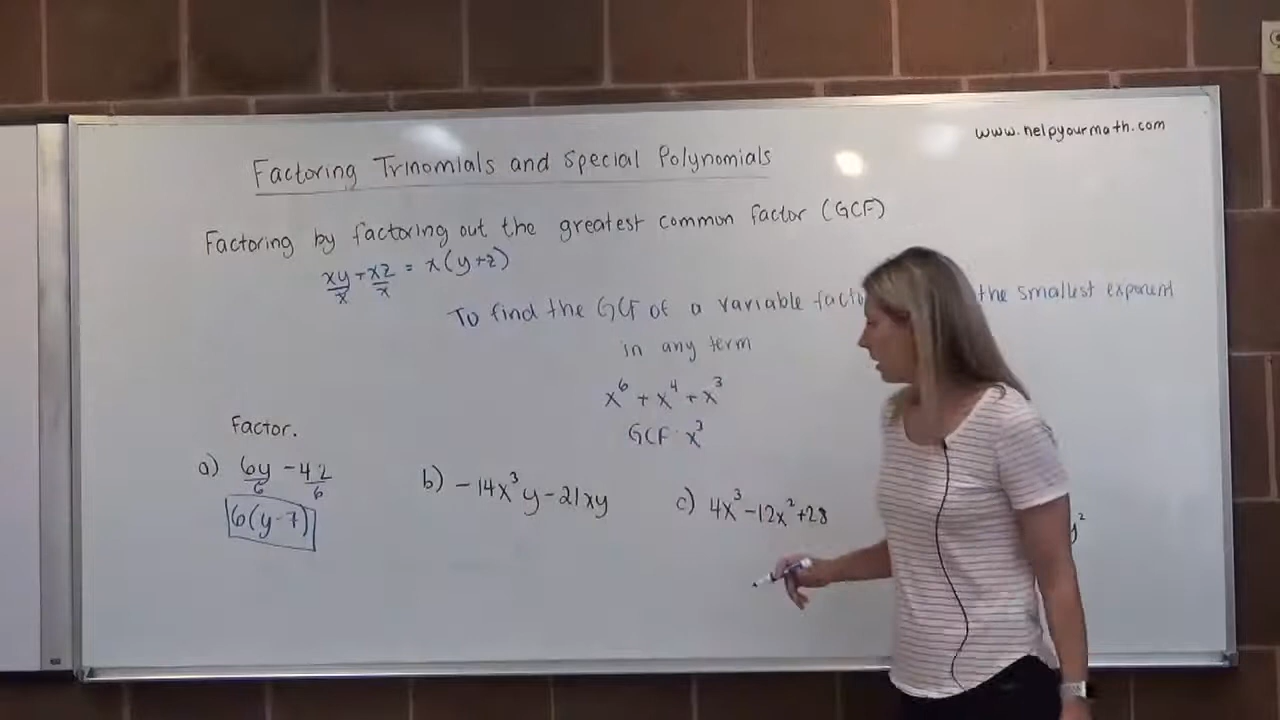 www.helpyourmath.com
Factoring Trinomials and Special Polynomials
Factoring by factoring out the greatest common factor (GCF)
xy/x + xz/x = x(y+z)
To find the GCF of a variable the smallest exponent
in any term
x⁶ + x⁴ + x³
GCF: x³
Factor.
a) 6y/6 - 42/6
6(y-7)
b) -14x³y-21xy
c) 4x³-12x²+28
y²